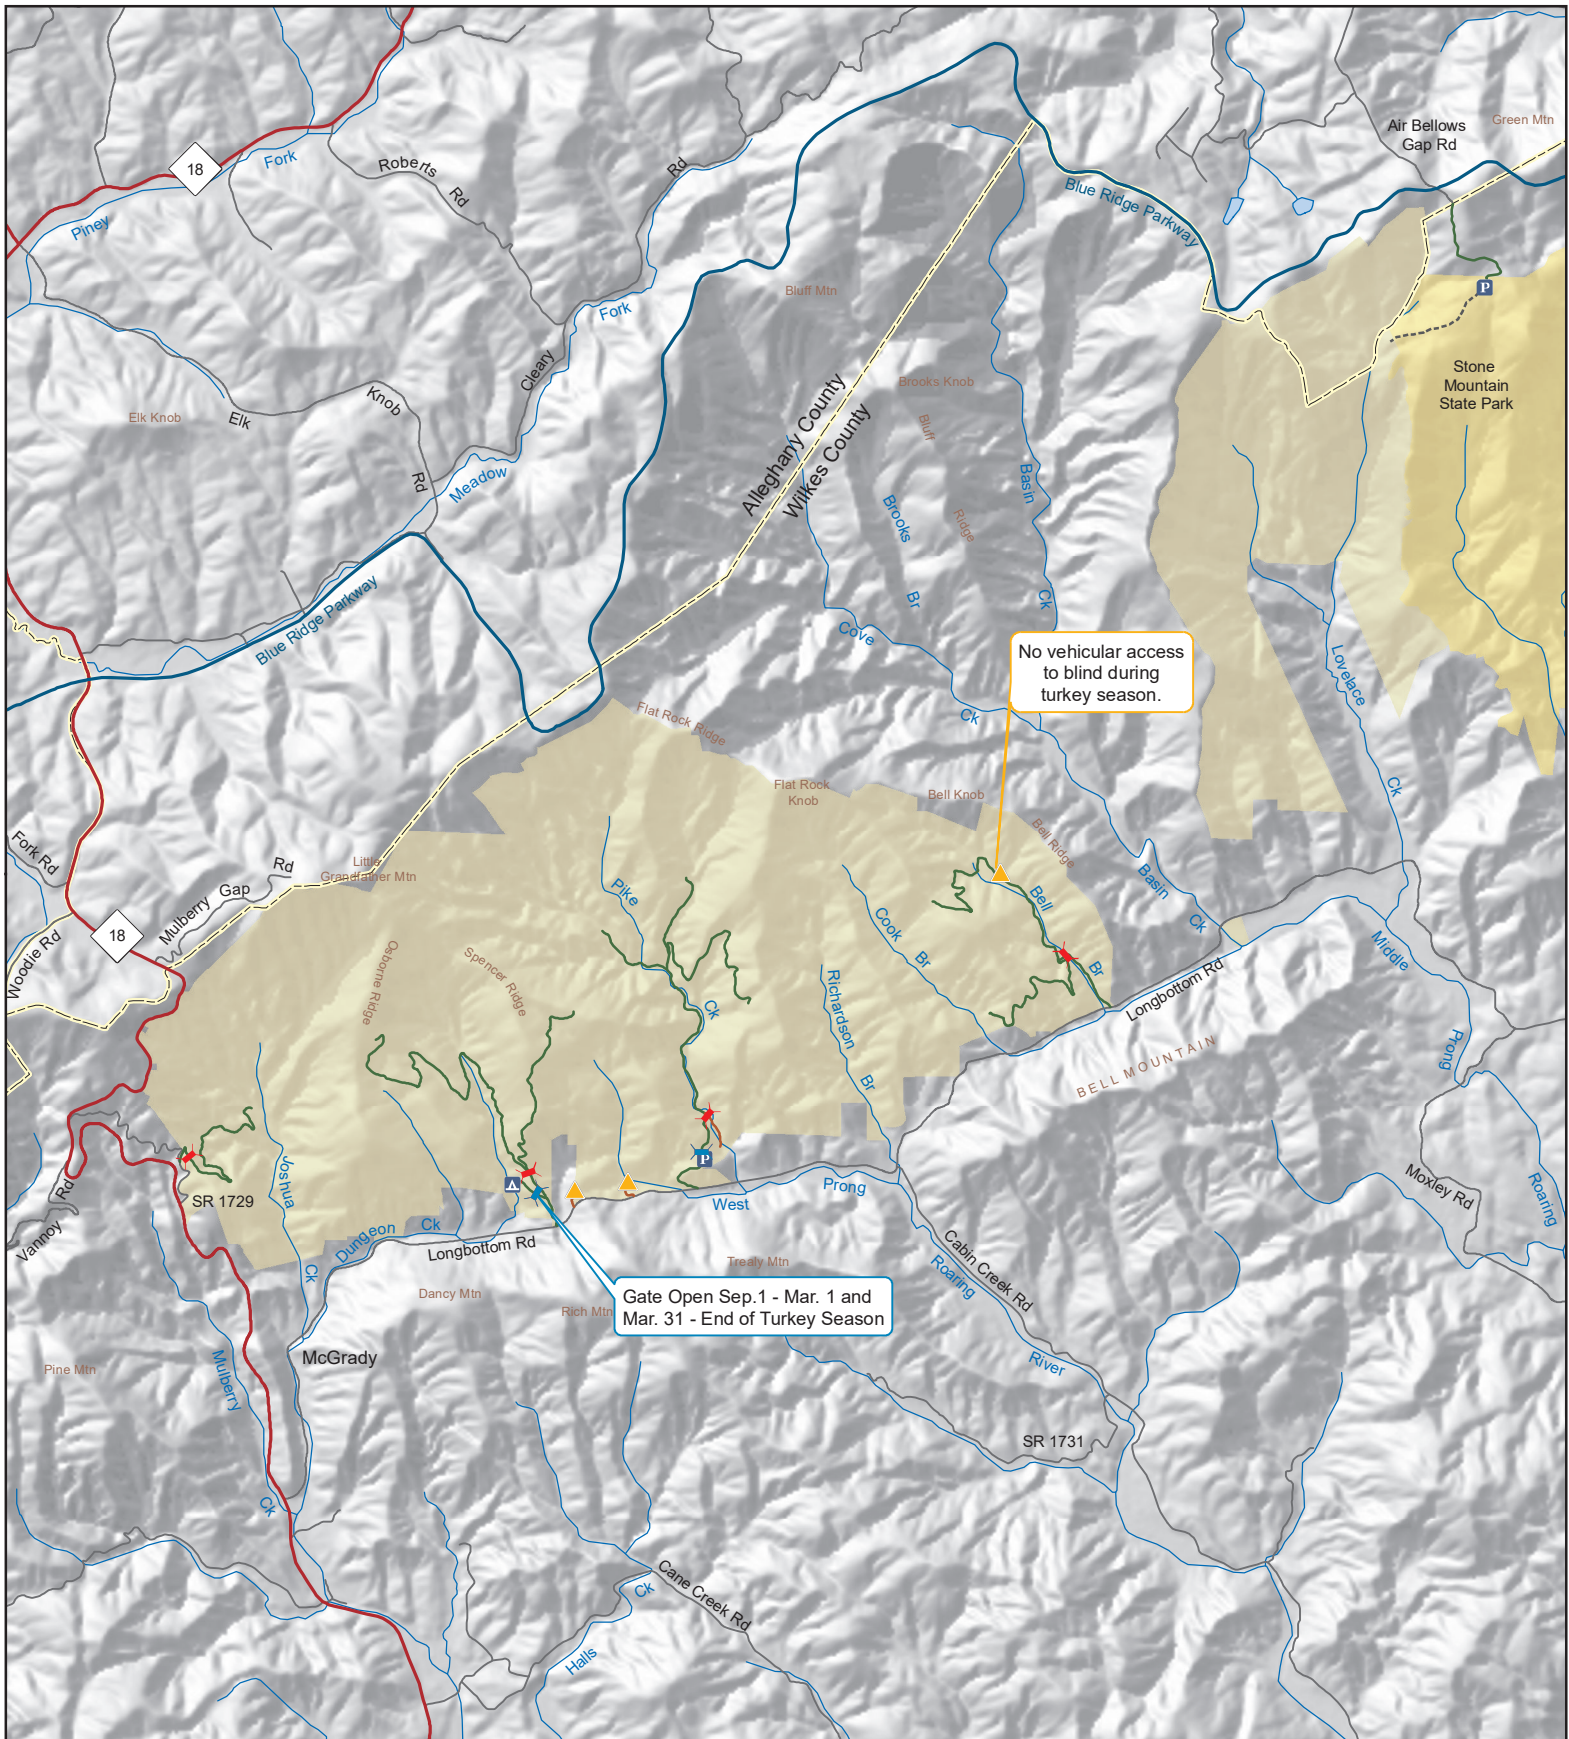 18
Fork
Piney
Roberts
Rd
Rd
Air Bellows
Gap Rd
Green Mtn
Blue Ridge Parkway
Bluff Mtn
P
Fork
Cleary
Stone
Mountain
State Park
Elk Knob
Elk
Knob
Rd
Meadow
Alleghany County
Wilkes County
Brooks Knob
Bluff
Ridge
Basin
Ck
Brooks
Br
Cove
Ck
Blue Ridge Parkway
No vehicular access
to blind during
turkey season.
Lovelace
Ck
Flat Rock Ridge
Flat Rock
Knob
Bell Knob
Bell Ridge
Fork Rd
Little
Grandfather Mtn
Mulberry
Gap
Rd
18
Woodie Rd
Pike
Ck
Osborne Ridge
Spencer Ridge
Cook
Br
Bell
Br
Basin
Ck
Richardson
Br
Longbottom Rd
Middle
Prong
BELL MOUNTAIN
P
Joshua
Ck
SR 1729
Vannoy
Rd
Dungeon
Ck
Longbottom Rd
West
Prong
Moxley Rd
Roaring
Cabin Creek Rd
Roaring
River
Trealy Mtn
Dancy Mtn
Rich Mtn
Gate Open Sep.1 - Mar. 1 and
Mar. 31 - End of Turkey Season
McGrady
Pine Mtn
Mulberry
Ck
SR 1731
Cane Creek Rd
Halls
Ck